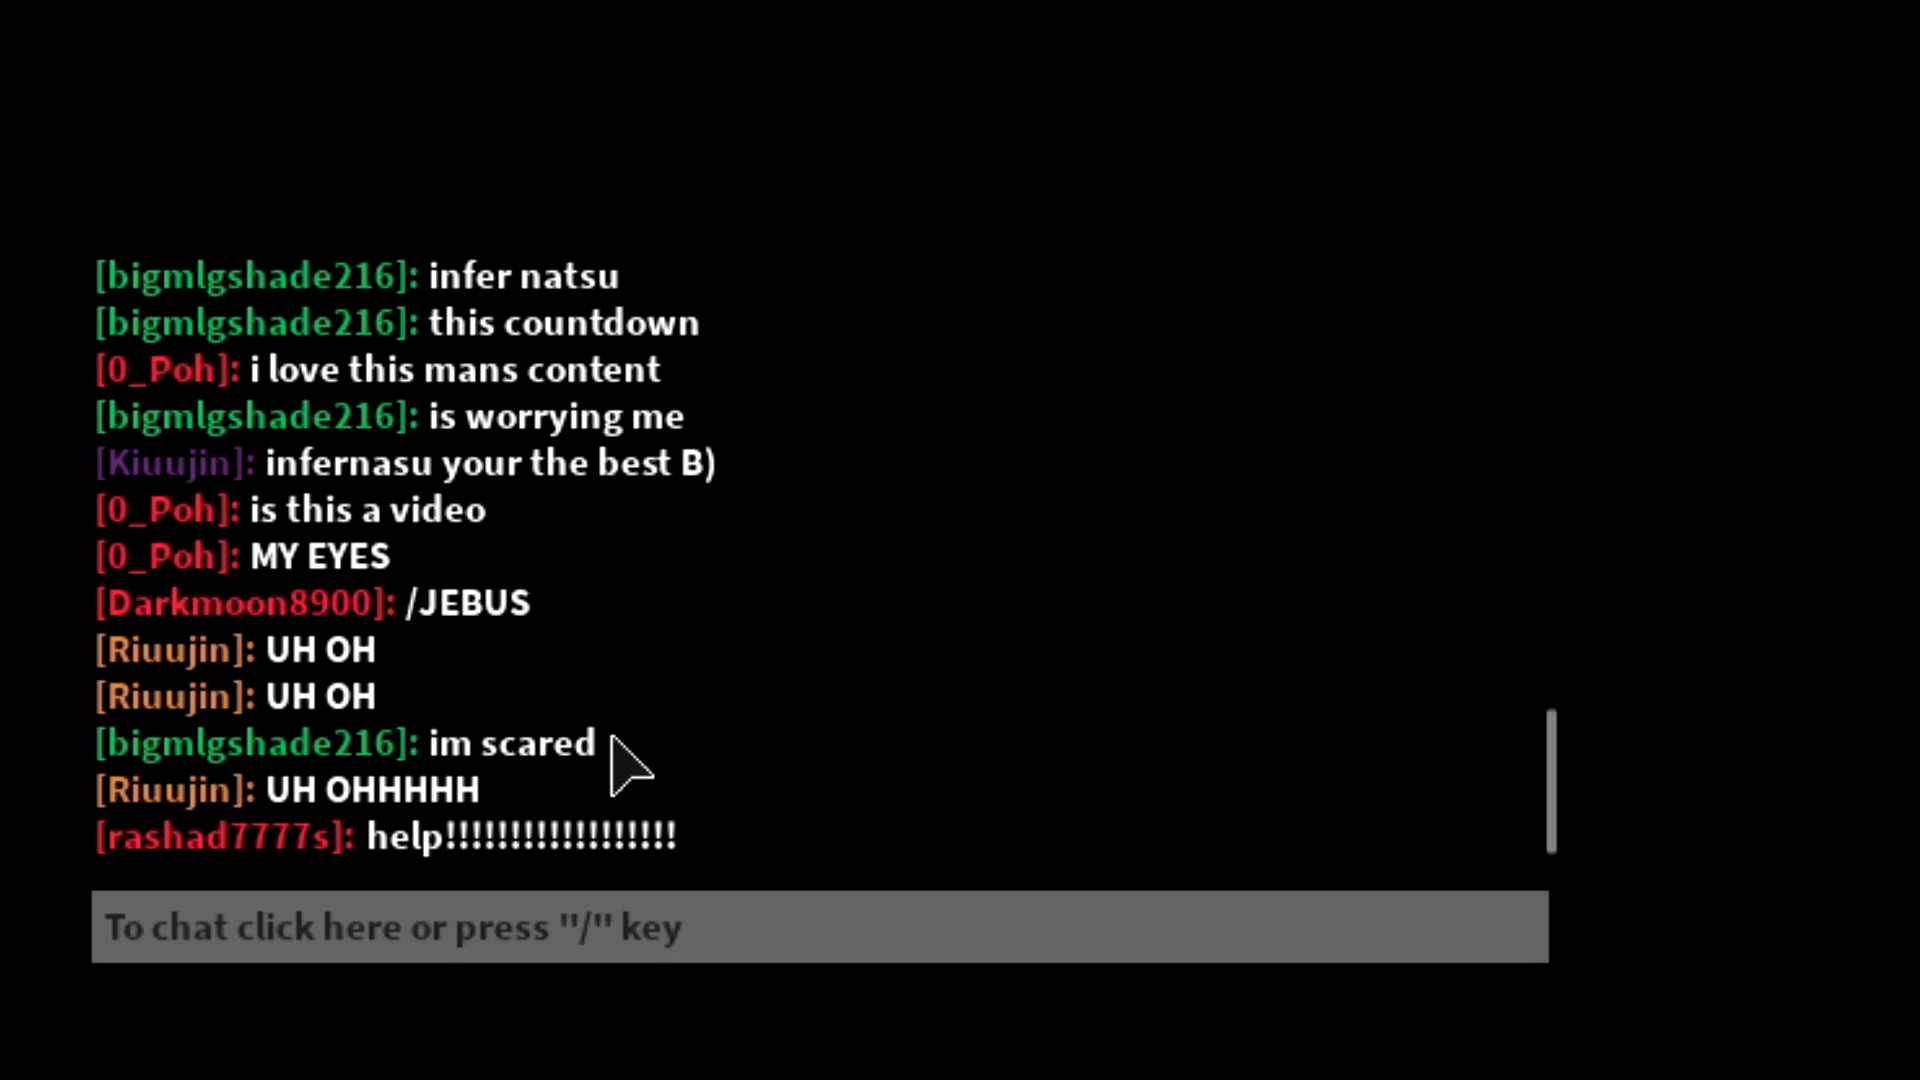 [bigmlgshade216]: infer natsu
[bigmlgshade216]: this countdown
[0_Poh]: i love this mans content
[bigmlgshade216]: is worrying me
[Kiuujin]: infernasu your the best B)
[0_Poh]: is this a video
[0_Poh]: MY EYES
[Darkmoon8900]: /JEBUS
[Riuujin]: UH OH
[Riuujin]: UH OH
[bigmlgshade216]: im scared
[Riuujin]: UH OHHHHH
[rashad7777s]: help!!!!!!!!!!!!!!!!!!
To chat click here or press "/" key